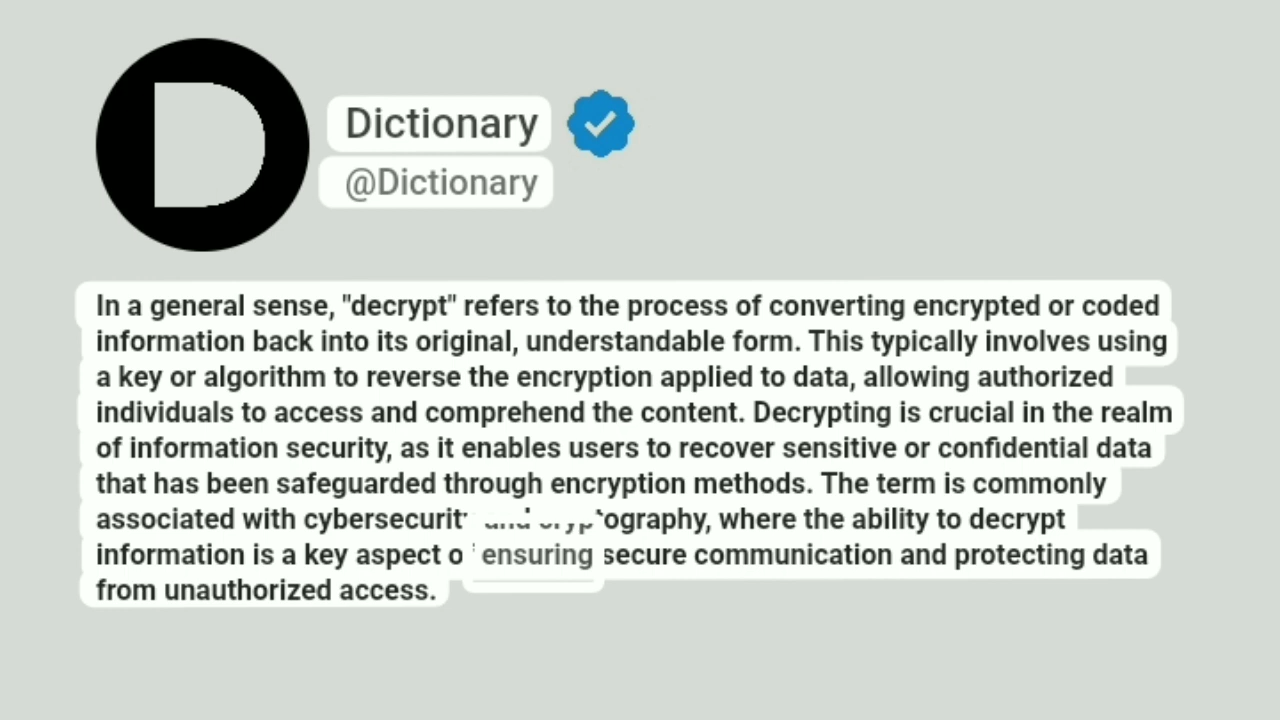 D
Dictionary
@Dictionary
In a general sense, "decrypt" refers to the process of converting encrypted or coded
information back into its original, understandable form. This typically involves using
a key or algorithm to reverse the encryption applied to data, allowing authorized
individuals to access and comprehend the content. Decrypting is crucial in the realm
of information security, as it enables users to recover sensitive or confidential data
that has been safeguarded through encryption methods. The term is commonly
associated with cybersecurity and cryptography, where the ability to decrypt
information is a key aspect of ensuring secure communication and protecting data
from unauthorized access.